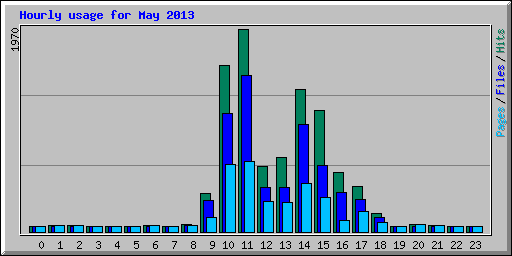 Hourly usage for May 2013
1970
Pages / Files / Hits
0 1 2 3 4 5 6 7 8 9 10 11 12 13 14 15 16 17 18 19 20 21 22 23